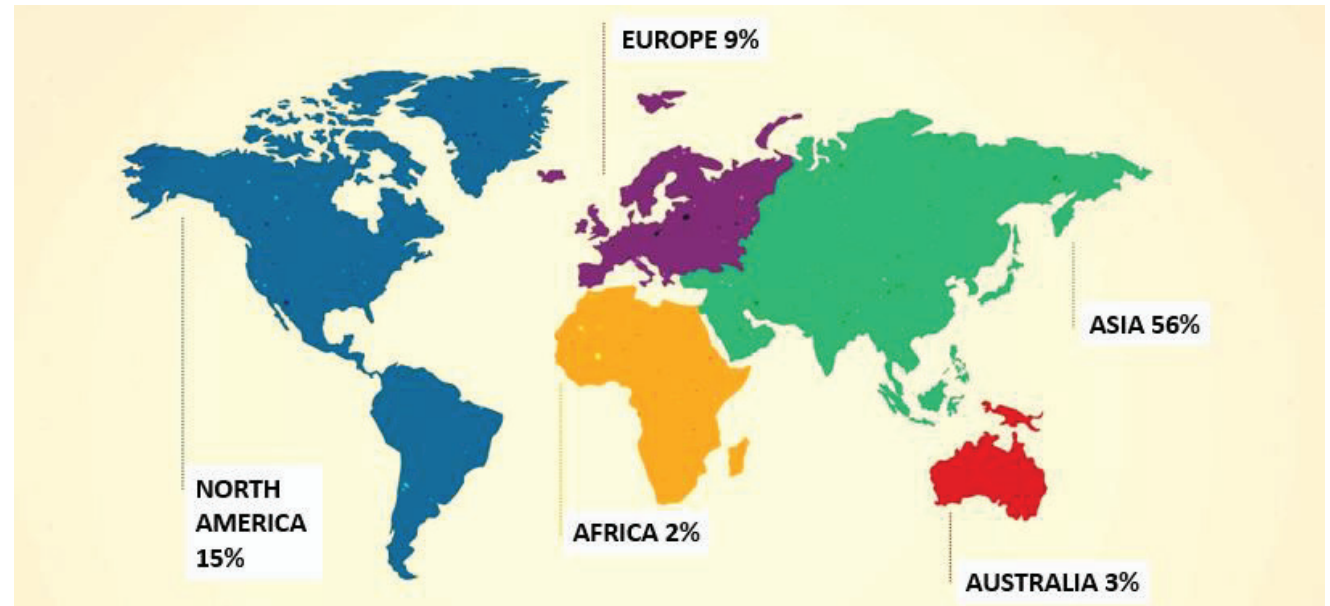 EUROPE 9%
ASIA 56%
NORTH
AMERICA
15%
AFRICA 2%
AUSTRALIA 3%